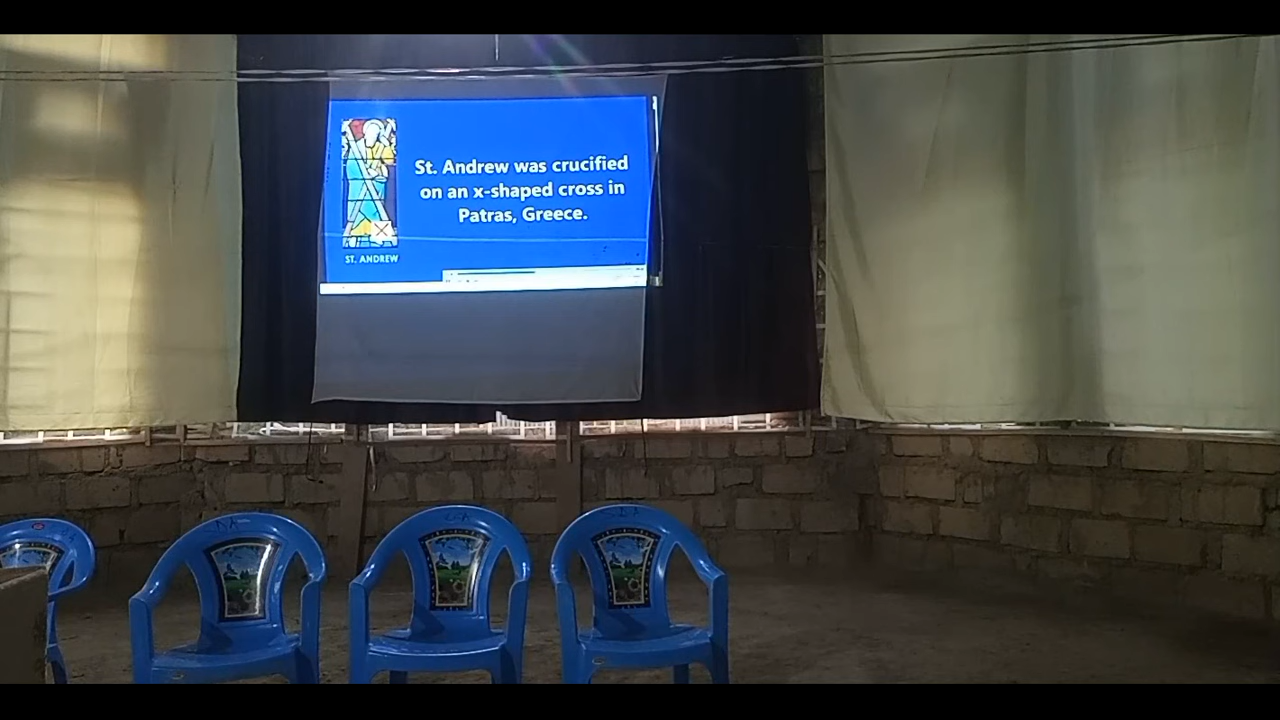 St. Andrew was crucified
on an x-shaped cross in
Patras, Greece.
ST. ANDREW